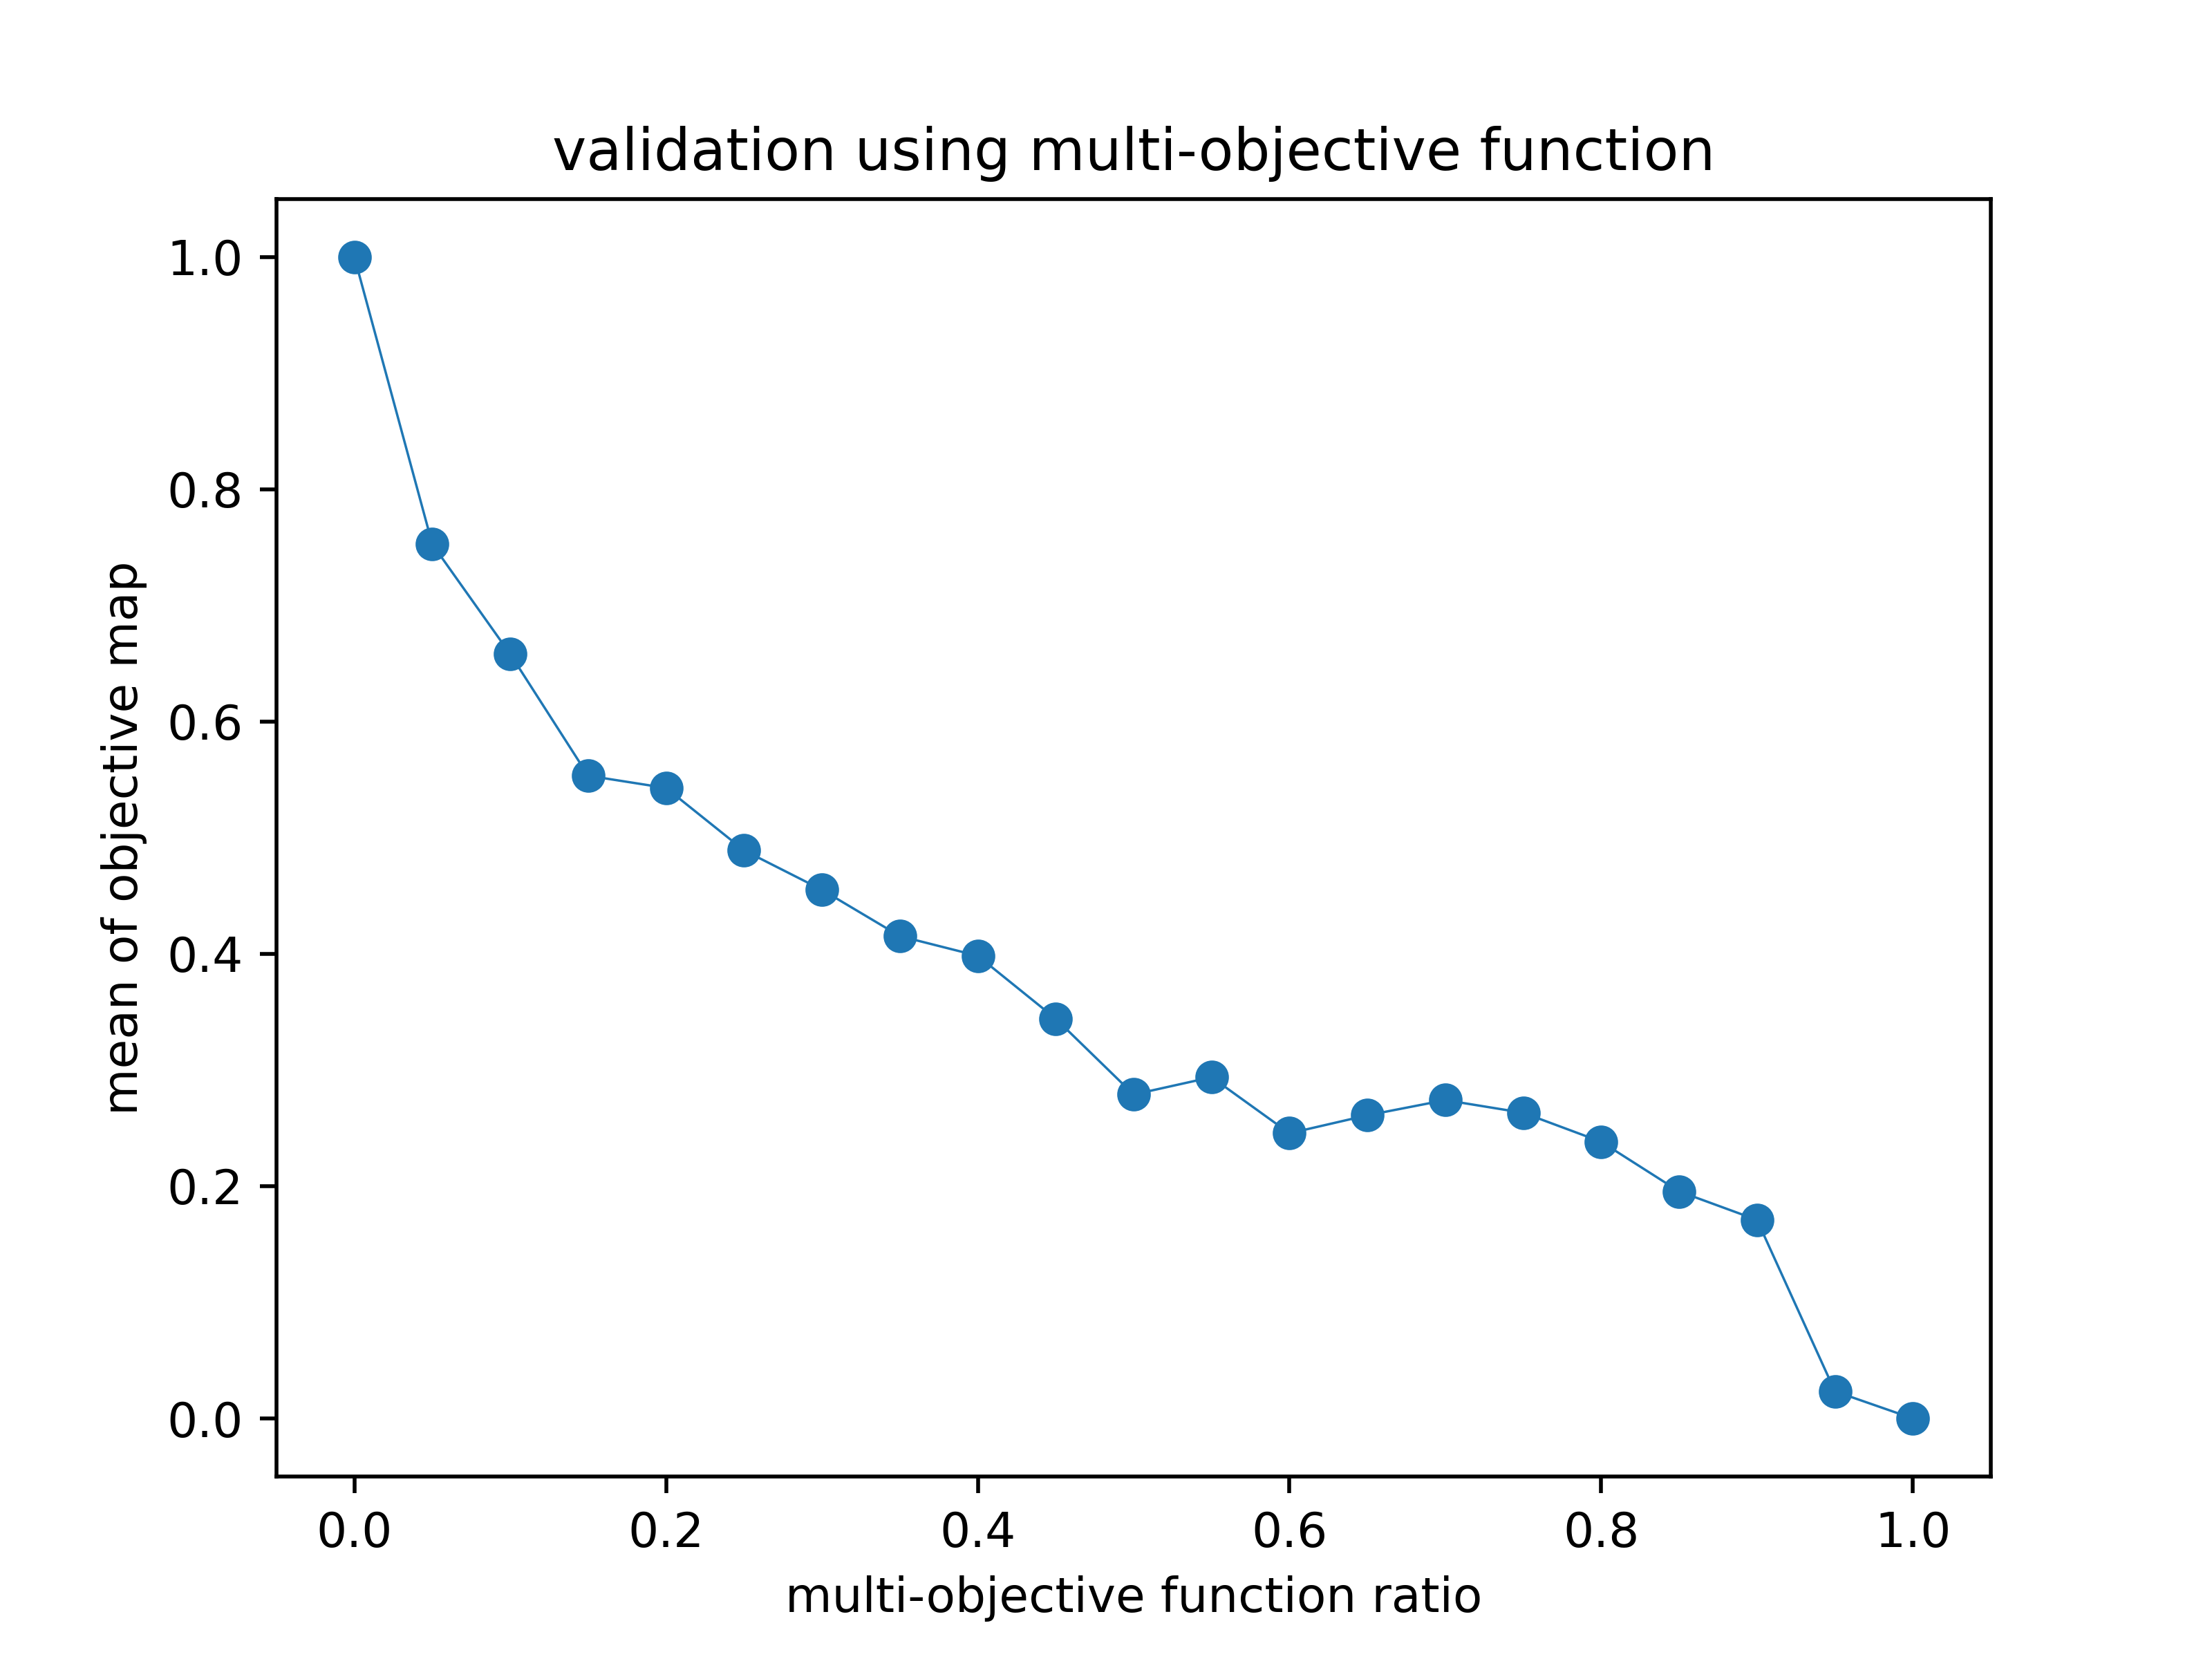 validation using multi-objective function
1.0
0.8
0.6
0.4
0.2
0.0
mean of objective map
0.0 0.2 0.4 0.6 0.8 1.0
multi-objective function ratio